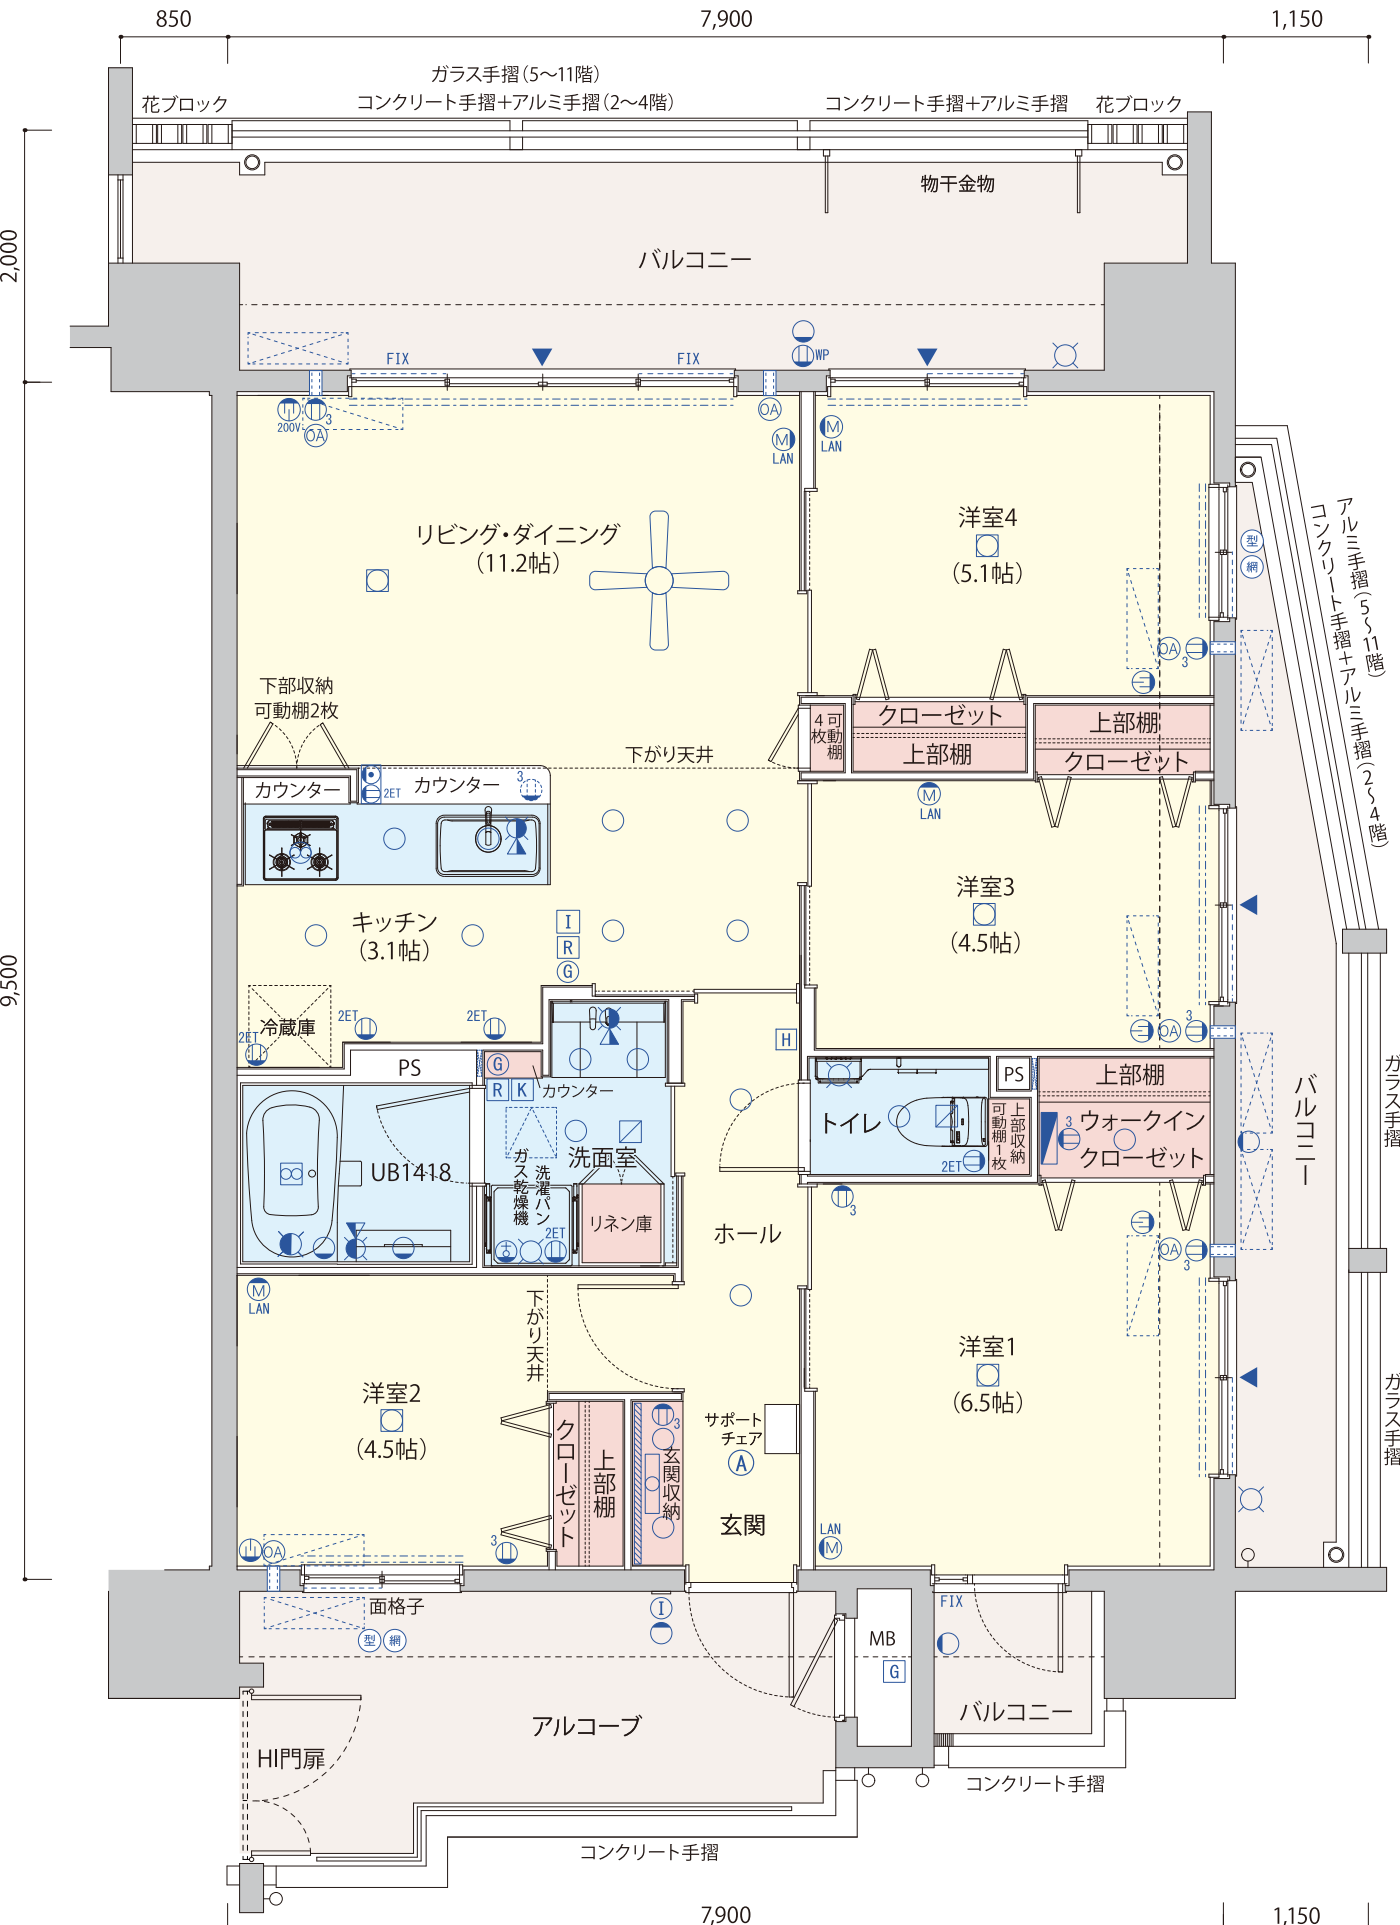 850
7,900
1,150
ガラス手摺（5〜11階）
コンクリート手摺＋アルミ手摺（2〜4階）
コンクリート手摺＋アルミ手摺
花ブロック
花ブロック
物干金物
2,000
バルコニー
FIX
FIX
WP
200V
3
OA
OA
M
LAN
M
LAN
リビング・ダイニング
（11.2帖）
洋室4
（5.1帖）
型
網
アルミ手摺（5〜11階）
コンクリート手摺＋アルミ手摺（2〜4階）
OA
3
下部収納
可動棚2枚
下がり天井
可動棚
4枚
クローゼット
上部棚
上部棚
クローゼット
カウンター
2ET
カウンター
3
M
LAN
キッチン
（3.1帖）
I
R
G
洋室3
（4.5帖）
9,500
冷蔵庫
2ET
2ET
2ET
H
OA
3
PS
G
R
K
カウンター
トイレ
PS
上部収納
可動棚1枚
2ET
上部棚
ウォークイン
クローゼット
3
バルコニー
ガラス手摺
UB1418
洗面室
洗濯パン
ガス乾燥機
2ET
リネン庫
ホール
3
OA
3
M
LAN
下がり天井
洋室1
（6.5帖）
ガラス手摺
洋室2
（4.5帖）
クローゼット
上部棚
3
玄関収納
サポート
チェア
A
玄関
LAN
M
OA
3
面格子
型
網
I
MB
G
FIX
バルコニー
アルコーブ
HI門扉
コンクリート手摺
コンクリート手摺
7,900
1,150